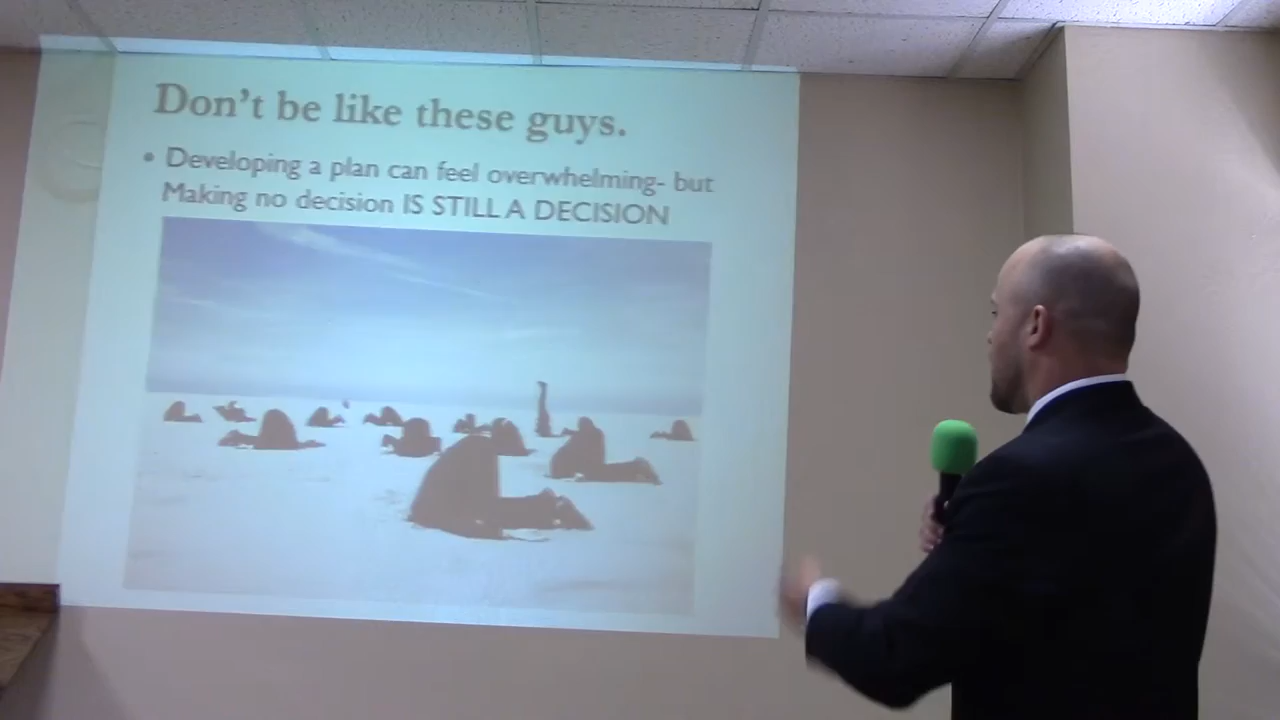 Don't be like these guys.
• Developing a plan can feel overwhelming- but
Making no decision IS STILL A DECISION